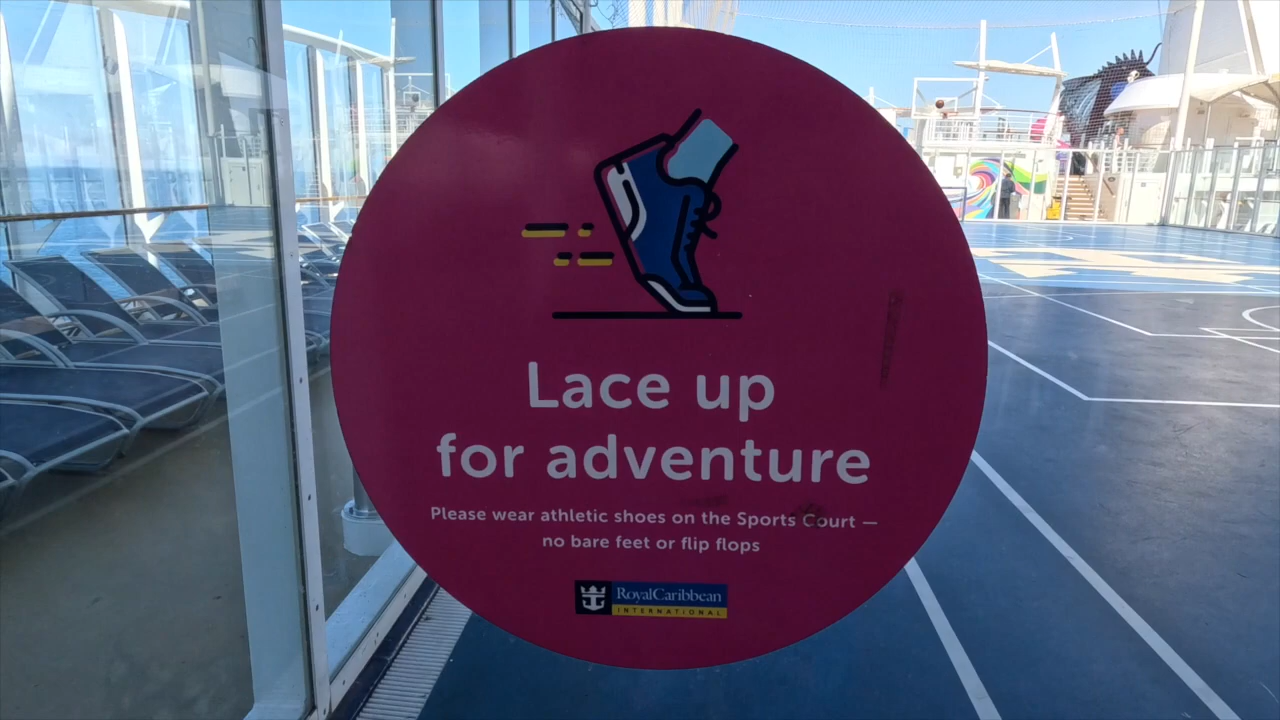 Lace up
for adventure
Please wear athletic shoes on the Sports Court —
no bare feet or flip flops
RoyalCaribbean
INTERNATIONAL